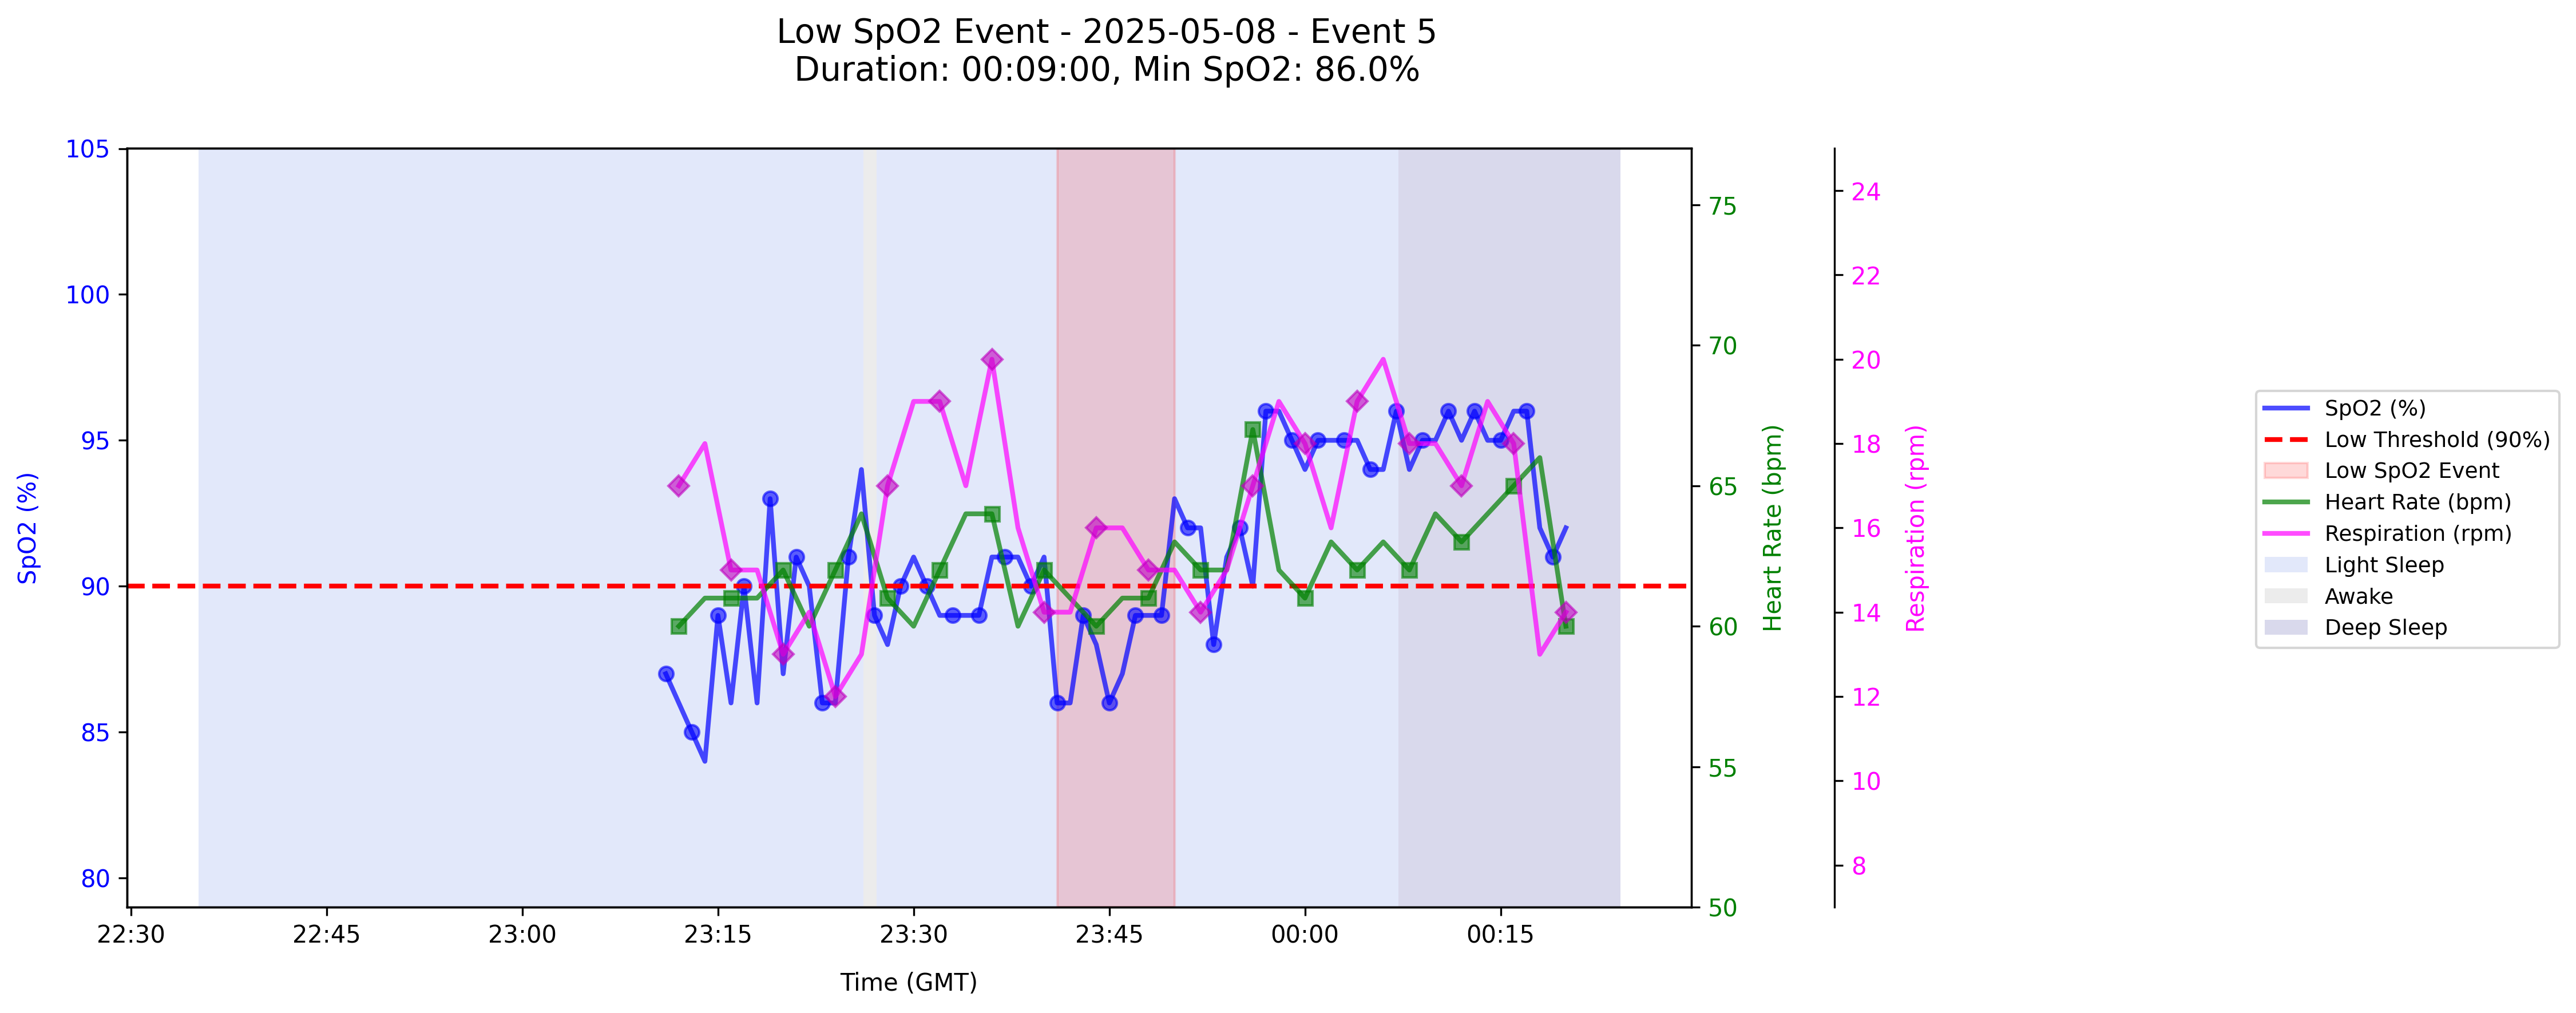 Low SpO2 Event - 2025-05-08 - Event 5
Duration: 00:09:00, Min SpO2: 86.0%
105
100
95
90
85
80
SpO2 (%)
22:30
22:45
23:00
23:15
23:30
23:45
00:00
00:15
Time (GMT)
75
70
65
60
55
50
Heart Rate (bpm)
24
22
20
18
16
14
12
10
8
Respiration (rpm)
SpO2 (%)
Low Threshold (90%)
Low SpO2 Event
Heart Rate (bpm)
Respiration (rpm)
Light Sleep
Awake
Deep Sleep